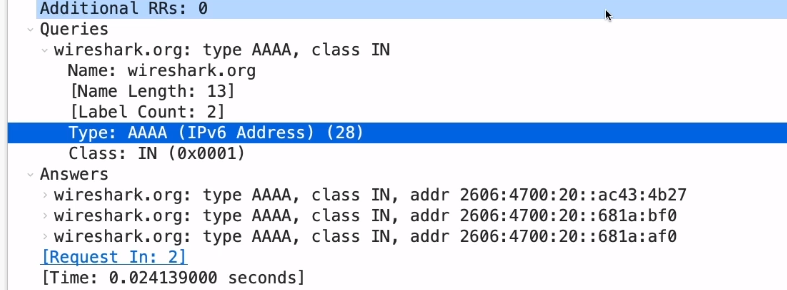 Additional RRs: 0
Queries
wireshark.org: type AAAA, class IN
Name: wireshark.org
[Name Length: 13]
[Label Count: 2]
Type: AAAA (IPv6 Address) (28)
Class: IN (0x0001)
Answers
wireshark.org: type AAAA, class IN, addr 2606:4700:20::ac43:4b27
wireshark.org: type AAAA, class IN, addr 2606:4700:20::681a:bf0
wireshark.org: type AAAA, class IN, addr 2606:4700:20::681a:af0
[Request In: 2]
[Time: 0.024139000 seconds]